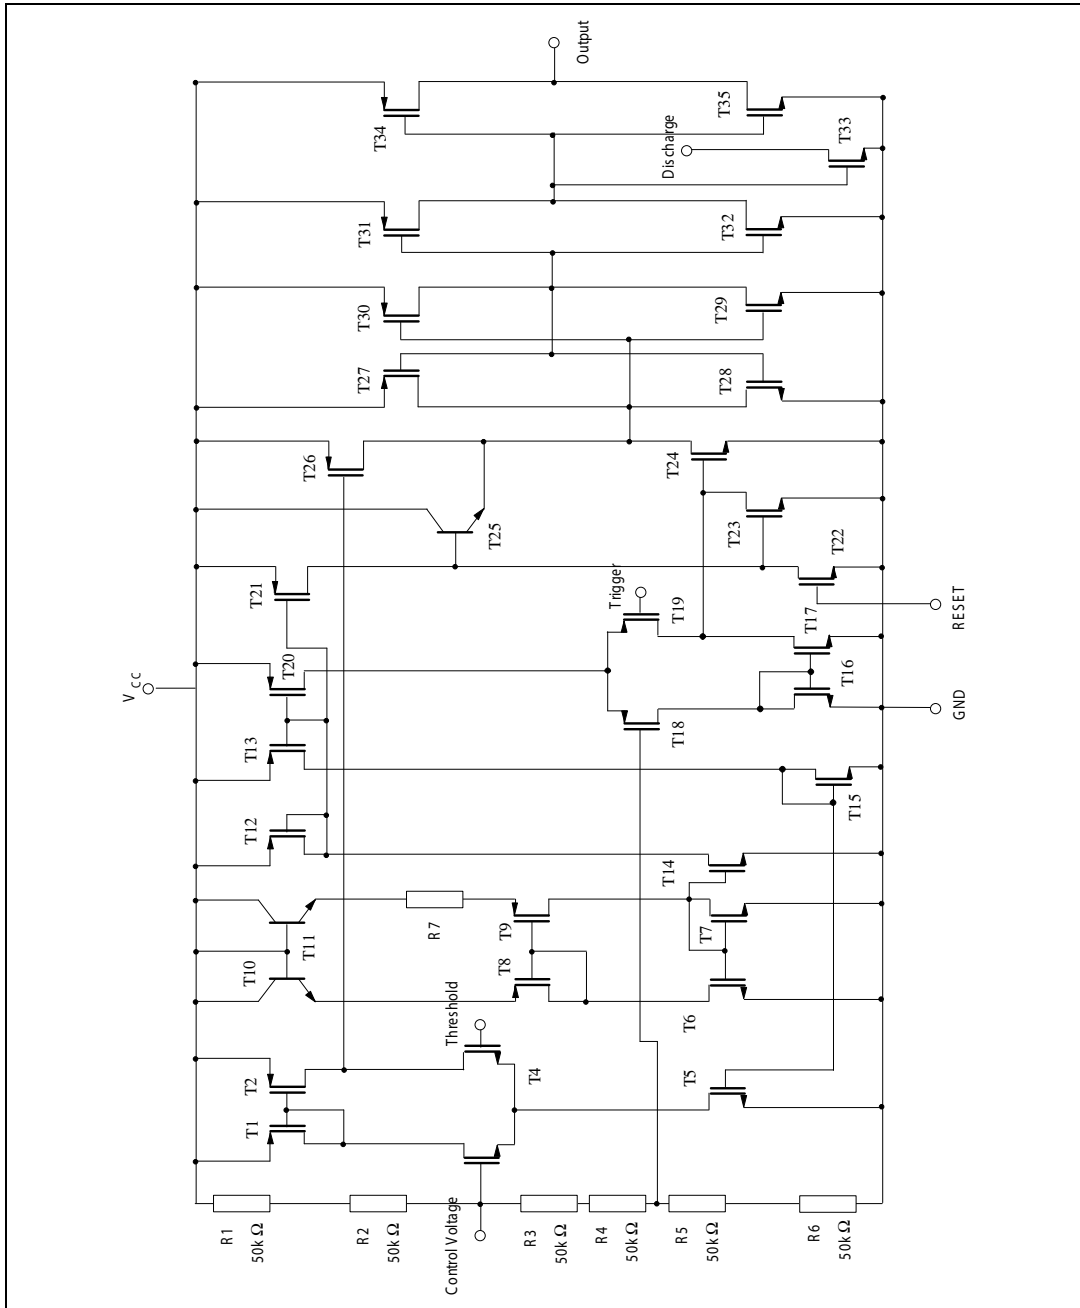 Output
T34
T35
T33
Discharge
T31
T32
T30
T29
T27
T28
T26
T24
T25
T23
T22
T21
Trigger
T19
T17
RESET
VCC
T20
T16
T18
GND
T13
T15
T12
T14
T11
R7
T9
T7
T10
T8
T6
Threshold
T2
T4
T5
T1
Control Voltage
R1
50k Ω
R2
50k Ω
R3
50k Ω
R4
50k Ω
R5
50k Ω
R6
50k Ω